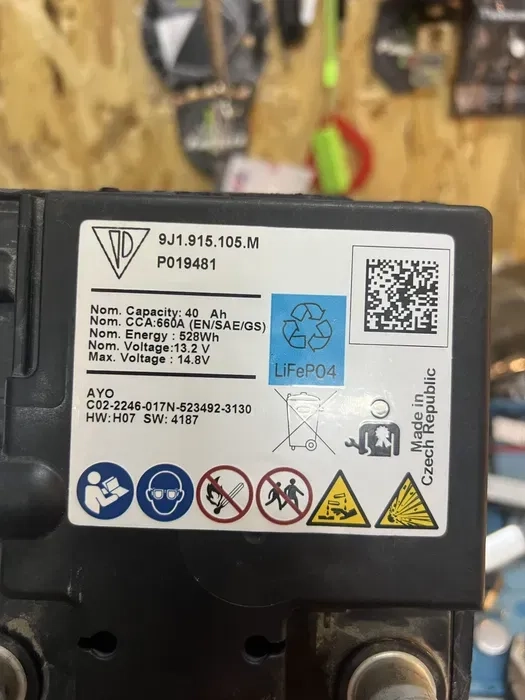 9J1.915.105.M
P019481
Nom. Capacity: 40 Ah
Nom. CCA:660A (EN/SAE/GS)
Nom. Energy : 528Wh
Nom. Voltage:13.2 V
Max. Voltage : 14.8V
LiFePO4
AYO
C02-2246-017N-523492-3130
HW:H07 SW: 4187
Made in
Czech Republic